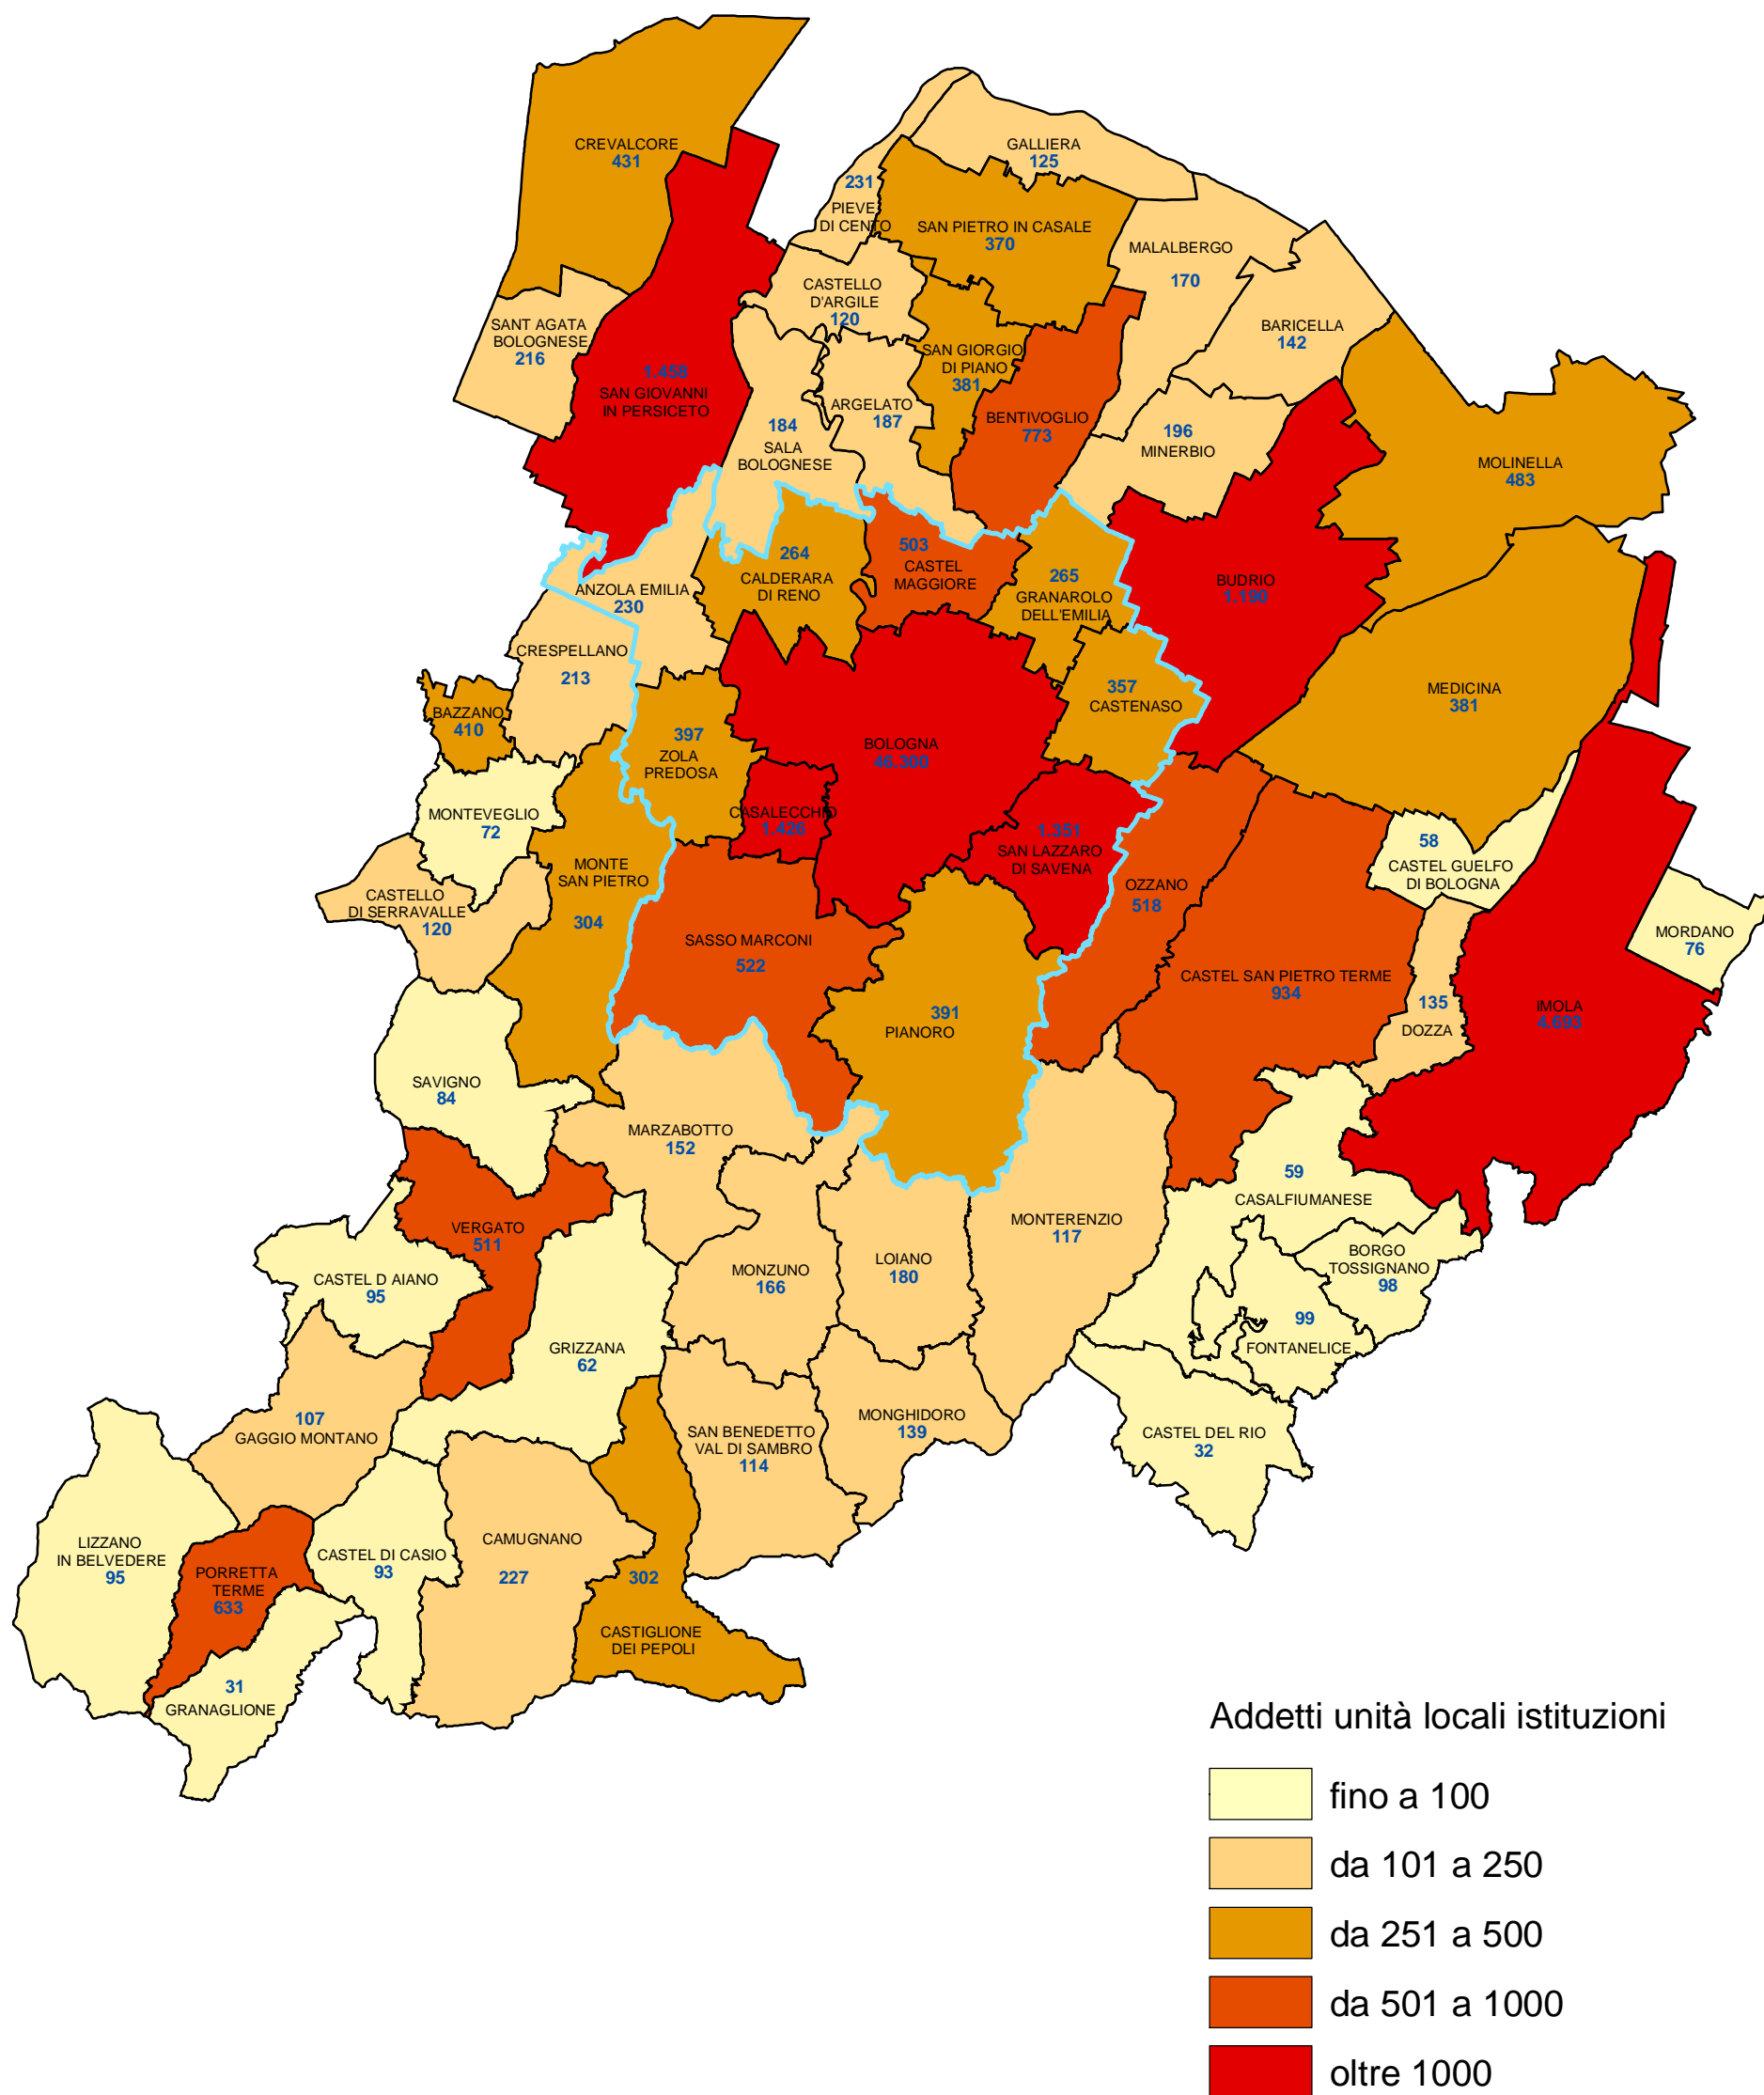 CREVALCORE
431
GALLIERA
125
231
PIEVE
DI CENTO
SAN PIETRO IN CASALE
370
MALALBERGO
170
CASTELLO
D'ARGILE
120
SANT AGATA
BOLOGNESE
216
BARICELLA
142
SAN GIORGIO
DI PIANO
381
1.458
SAN GIOVANNI
IN PERSICETO
ARGELATO
187
BENTIVOGLIO
773
184
SALA
BOLOGNESE
196
MINERBIO
MOLINELLA
483
264
CALDERARA
DI RENO
503
CASTEL
MAGGIORE
265
GRANAROLO
DELL'EMILIA
BUDRIO
1.190
ANZOLA EMILIA
230
CRESPELLANO
213
357
CASTENASO
MEDICINA
381
BAZZANO
410
397
ZOLA
PREDOSA
BOLOGNA
46.300
MONTEVEGLIO
72
CASALECCHIO
1.426
1.351
SAN LAZZARO
DI SAVENA
58
CASTEL GUELFO
DI BOLOGNA
MONTE
SAN PIETRO
304
CASTELLO
DI SERRAVALLE
120
OZZANO
518
MORDANO
76
SASSO MARCONI
522
CASTEL SAN PIETRO TERME
934
135
DOZZA
IMOLA
4.693
391
PIANORO
SAVIGNO
84
MARZABOTTO
152
59
CASALFIUMANESE
VERGATO
511
MONTERENZIO
117
BORGO
TOSSIGNANO
98
CASTEL D AIANO
95
MONZUNO
166
LOIANO
180
99
FONTANELICE
GRIZZANA
62
107
GAGGIO MONTANO
SAN BENEDETTO
VAL DI SAMBRO
114
MONGHIDORO
139
CASTEL DEL RIO
32
LIZZANO
IN BELVEDERE
95
PORRETTA
TERME
633
CASTEL DI CASIO
93
CAMUGNANO
227
302
CASTIGLIONE
DEI PEPOLI
31
GRANAGLIONE
Addetti unità locali istituzioni
fino a 100
da 101 a 250
da 251 a 500
da 501 a 1000
oltre 1000